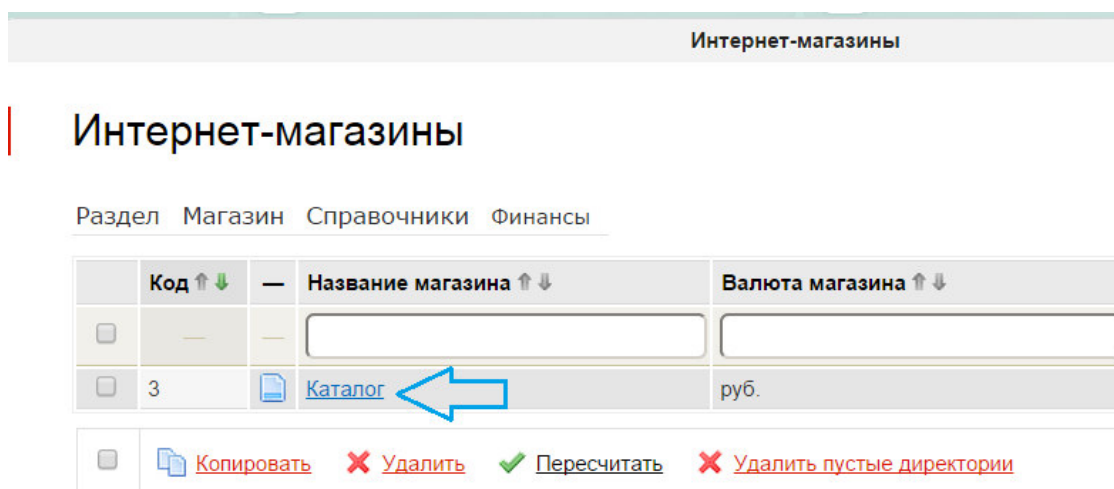 Интернет-магазины
Интернет-магазины
Раздел Магазин Справочники Финансы
Код — Название магазина Валюта магазина
— —
3 Каталог руб.
Копировать Удалить Пересчитать Удалить пустые директории